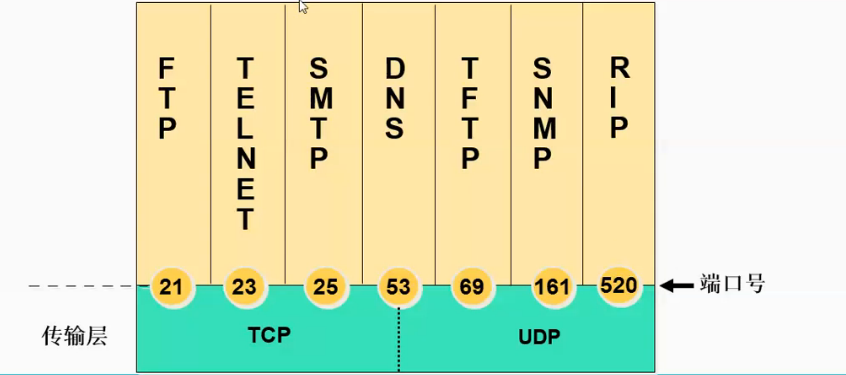 FTP
TELNET
SMTP
DNS
TFTP
SNMP
RIP
21
23
25
53
69
161
520
端口号
传输层
TCP
UDP